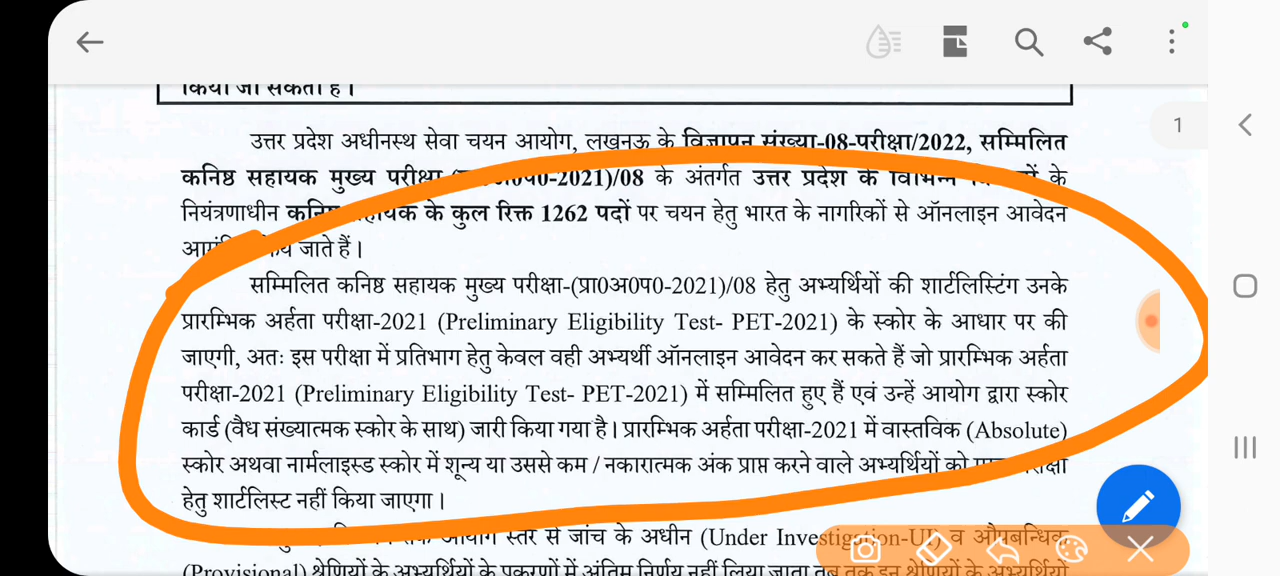 किया जा सकता है।
1
उत्तर प्रदेश अधीनस्थ सेवा चयन आयोग, लखनऊ के विज्ञापन संख्या-08-परीक्षा/2022, सम्मिलित
कनिष्ठ सहायक मुख्य परीक्षा 0प0-2021)/08 के अंतर्गत उत्तर प्रदेश के विभिन्न के
नियंत्रणाधीन कनिष्ठ सहायक के कुल रिक्त 1262 पदों पर चयन हेतु भारत के नागरिकों से ऑनलाइन आवेदन
जाते हैं।
सम्मिलित कनिष्ठ सहायक मुख्य परीक्षा-(प्रा0अ0प0-2021)/08 हेतु अभ्यर्थियों की शार्टलिस्टिंग उनके
प्रारम्भिक अर्हता परीक्षा-2021 (Preliminary Eligibility Test- PET-2021) के स्कोर के आधार पर की
जाएगी, अतः इस परीक्षा में प्रतिभाग हेतु केवल वही अभ्यर्थी ऑनलाइन आवेदन कर सकते हैं जो प्रारम्भिक अर्हता
परीक्षा-2021 (Preliminary Eligibility Test- PET-2021) में सम्मिलित हुए हैं एवं उन्हें आयोग द्वारा स्कोर
कार्ड (वैध संख्यात्मक स्कोर के साथ) जारी किया गया है। प्रारम्भिक अर्हता परीक्षा-2021 में वास्तविक (Absolute)
स्कोर अथवा नार्मलाइस्ड स्कोर में शून्य या उससे कम / नकारात्मक अंक प्राप्त करने वाले अभ्यर्थियों को
हेतु शार्टलिस्ट नहीं किया जाएगा।
आयोग स्तर से जांच के अधीन (Under Investigation-UI) व औपबन्धिक
(Provisional) श्रेणियों के अभ्यर्थियों के प्रकरणों में अंतिम निर्णय नहीं लिया जाता तब तक इन श्रेणियों के अभ्यर्थियों